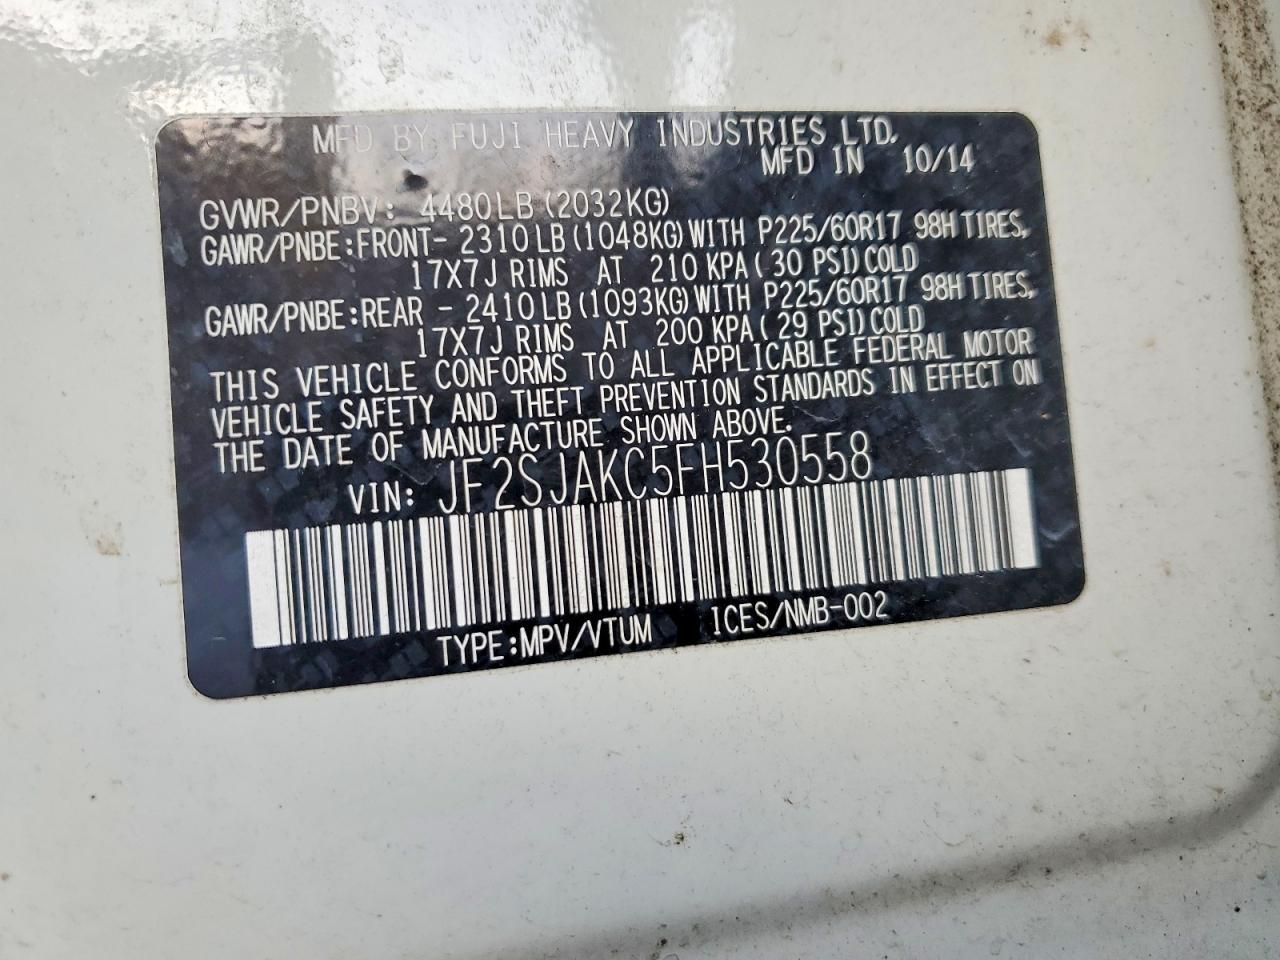 MFD BY FUJI HEAVY INDUSTRIES LTD.
MFD IN 10/14
GVWR/PNBV: 4480LB(2032KG)
GAWR/PNBE:FRONT- 2310LB(1048KG)WITH P225/60R17 98H TIRES,
17X7J RIMS AT 210 KPA( 30 PSI)COLD
GAWR/PNBE:REAR - 2410LB(1093KG)WITH P225/60R17 98H TIRES,
17X7J RIMS AT 200 KPA( 29 PSI)COLD
THIS VEHICLE CONFORMS TO ALL APPLICABLE FEDERAL MOTOR
VEHICLE SAFETY AND THEFT PREVENTION STANDARDS IN EFFECT ON
THE DATE OF MANUFACTURE SHOWN ABOVE.
VIN: JF2SJAKC5FH530558
TYPE:MPV/VTUM ICES/NMB-002